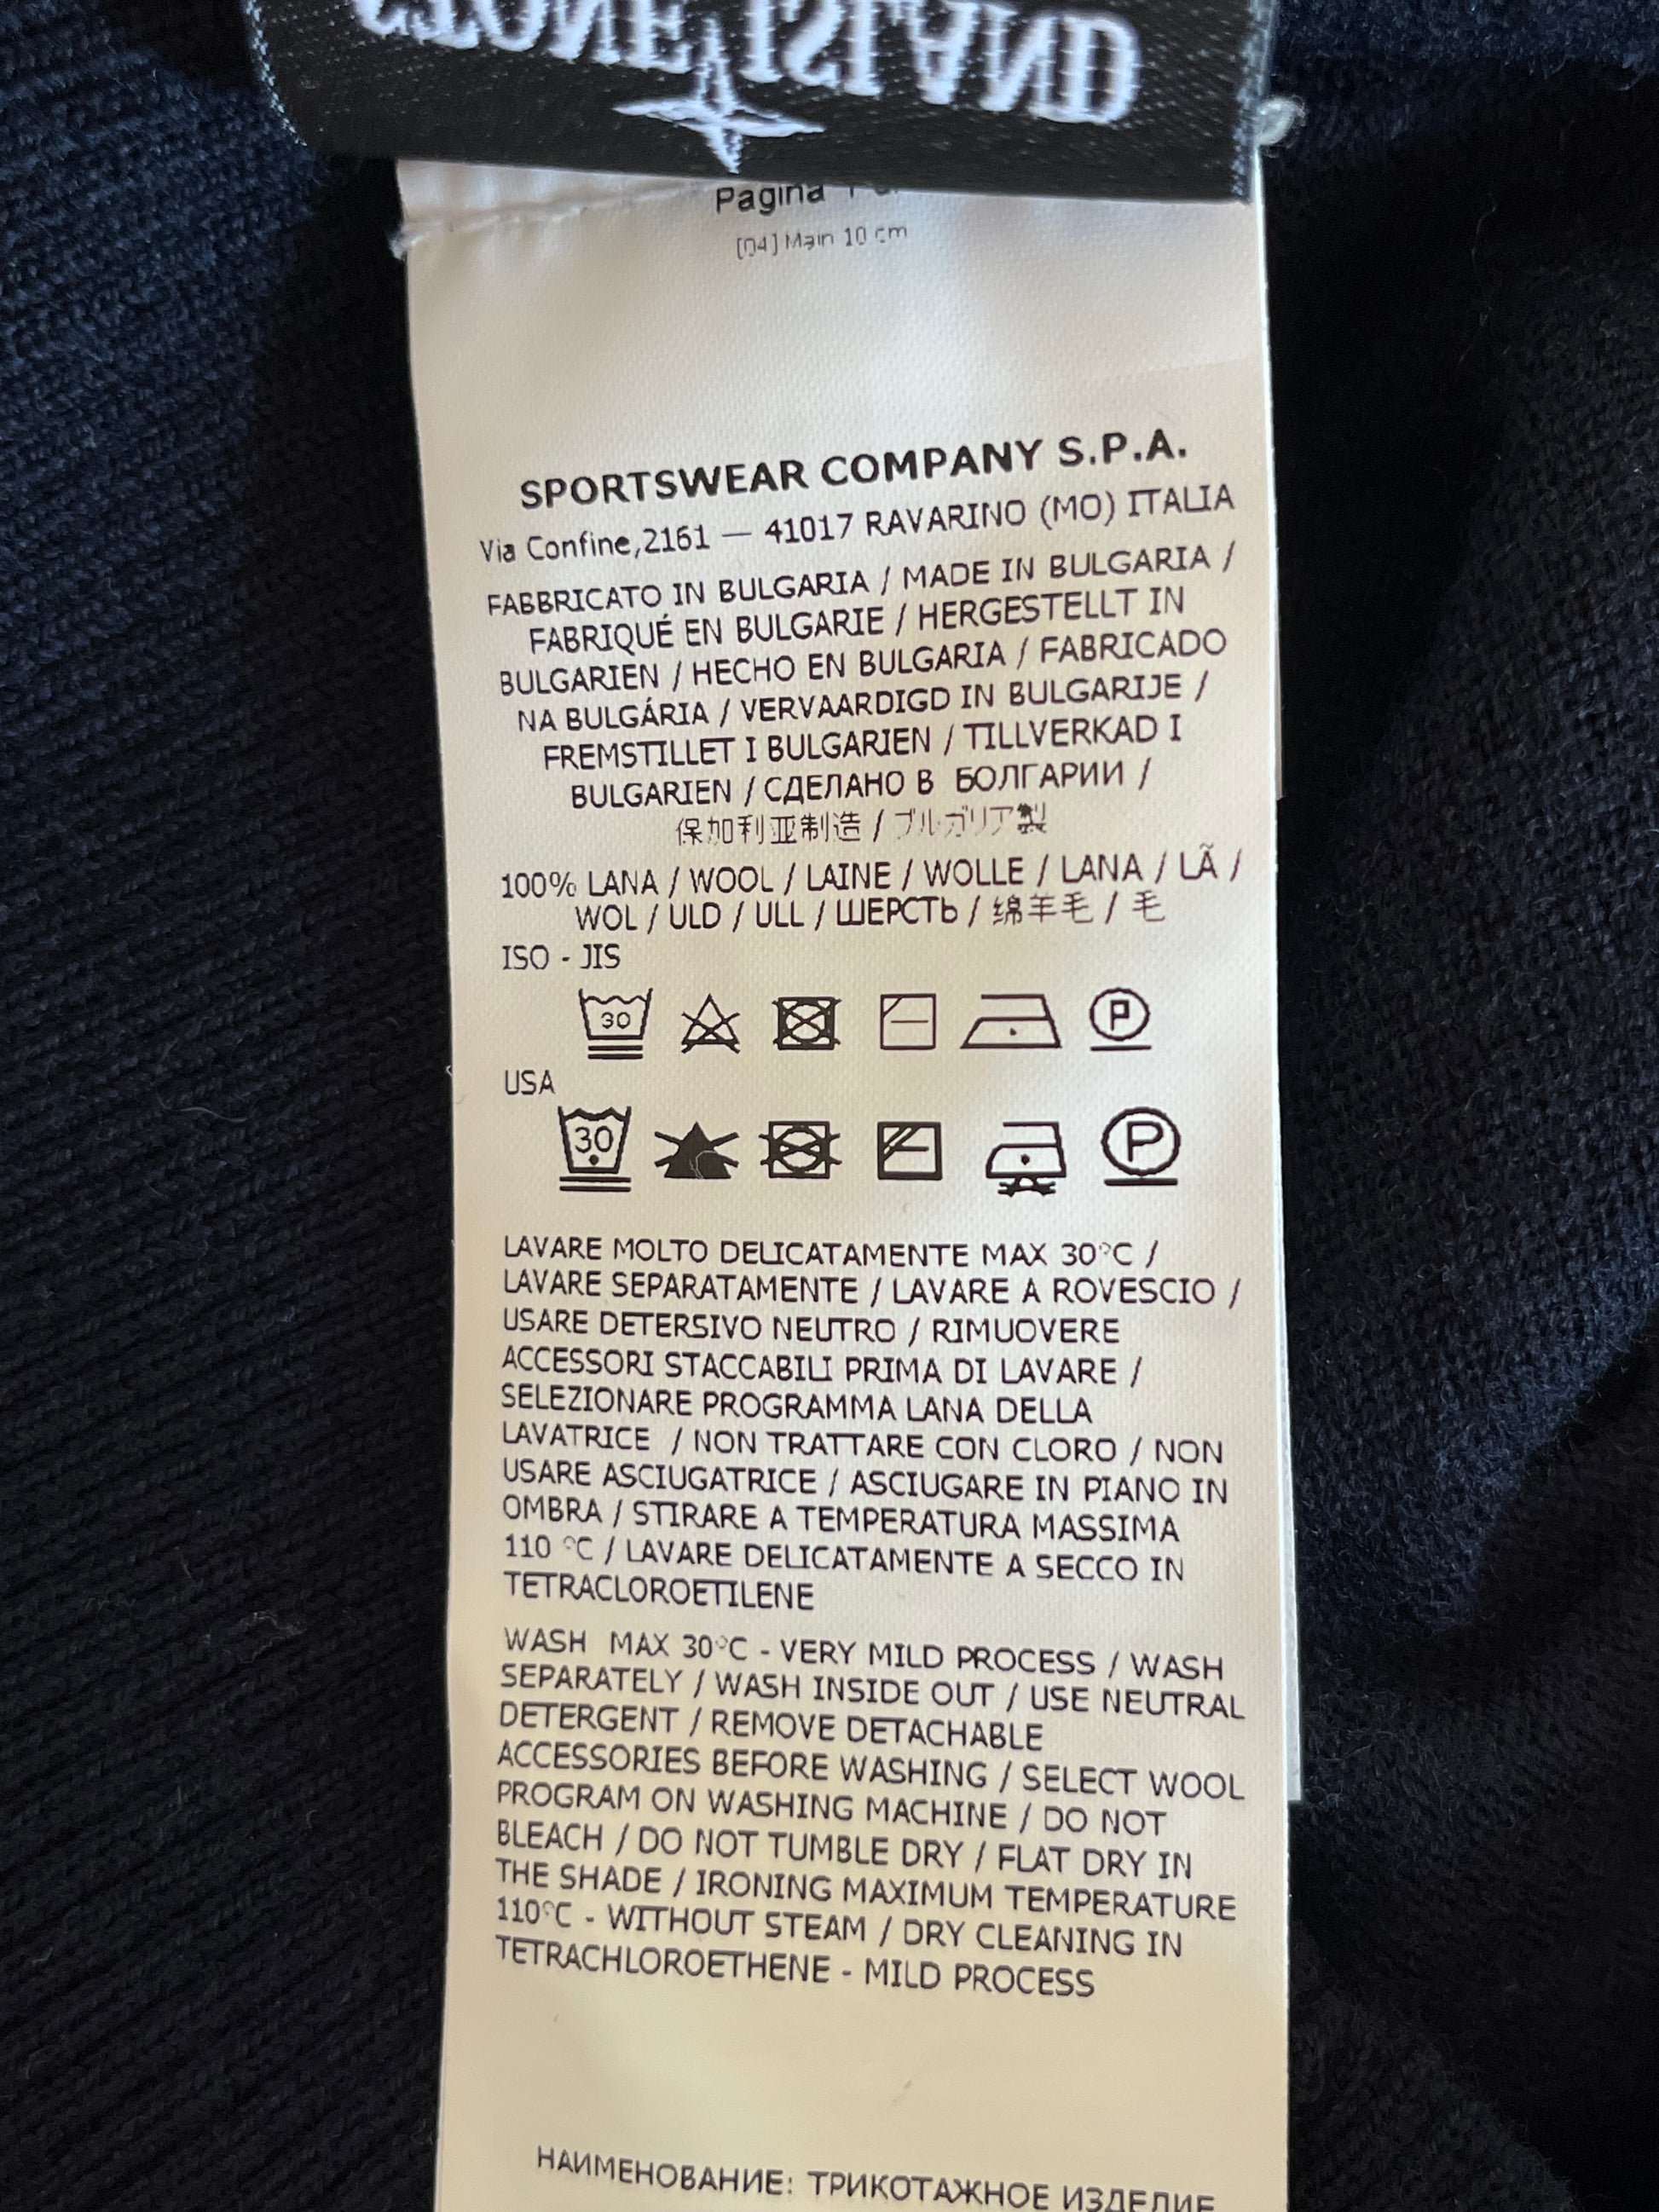 STONE ISLAND
Pagina 1
[04] Main 10 cm
SPORTSWEAR COMPANY S.P.A.
Via Confine,2161 — 41017 RAVARINO (MO) ITALIA
FABBRICATO IN BULGARIA / MADE IN BULGARIA /
FABRIQUÉ EN BULGARIE / HERGESTELLT IN
BULGARIEN / HECHO EN BULGARIA / FABRICADO
NA BULGÁRIA / VERVAARDIGD IN BULGARIJE /
FREMSTILLET I BULGARIEN / TILLVERKAD I
BULGARIEN / СДЕЛАНО В БОЛГАРИИ /
保加利亚制造 / ブルガリア製
100% LANA / WOOL / LAINE / WOLLE / LANA / LÃ /
WOL / ULD / ULL / ШЕРСТЬ / 绵羊毛 / 毛
ISO - JIS
30 P
USA
30 P
LAVARE MOLTO DELICATAMENTE MAX 30°C /
LAVARE SEPARATAMENTE / LAVARE A ROVESCIO /
USARE DETERSIVO NEUTRO / RIMUOVERE
ACCESSORI STACCABILI PRIMA DI LAVARE /
SELEZIONARE PROGRAMMA LANA DELLA
LAVATRICE / NON TRATTARE CON CLORO / NON
USARE ASCIUGATRICE / ASCIUGARE IN PIANO IN
OMBRA / STIRARE A TEMPERATURA MASSIMA
110 °C / LAVARE DELICATAMENTE A SECCO IN
TETRACLOROETILENE
WASH MAX 30°C - VERY MILD PROCESS / WASH
SEPARATELY / WASH INSIDE OUT / USE NEUTRAL
DETERGENT / REMOVE DETACHABLE
ACCESSORIES BEFORE WASHING / SELECT WOOL
PROGRAM ON WASHING MACHINE / DO NOT
BLEACH / DO NOT TUMBLE DRY / FLAT DRY IN
THE SHADE / IRONING MAXIMUM TEMPERATURE
110°C - WITHOUT STEAM / DRY CLEANING IN
TETRACHLOROETHENE - MILD PROCESS
НАИМЕНОВАНИЕ: ТРИКОТАЖНОЕ ИЗДЕЛИЕ